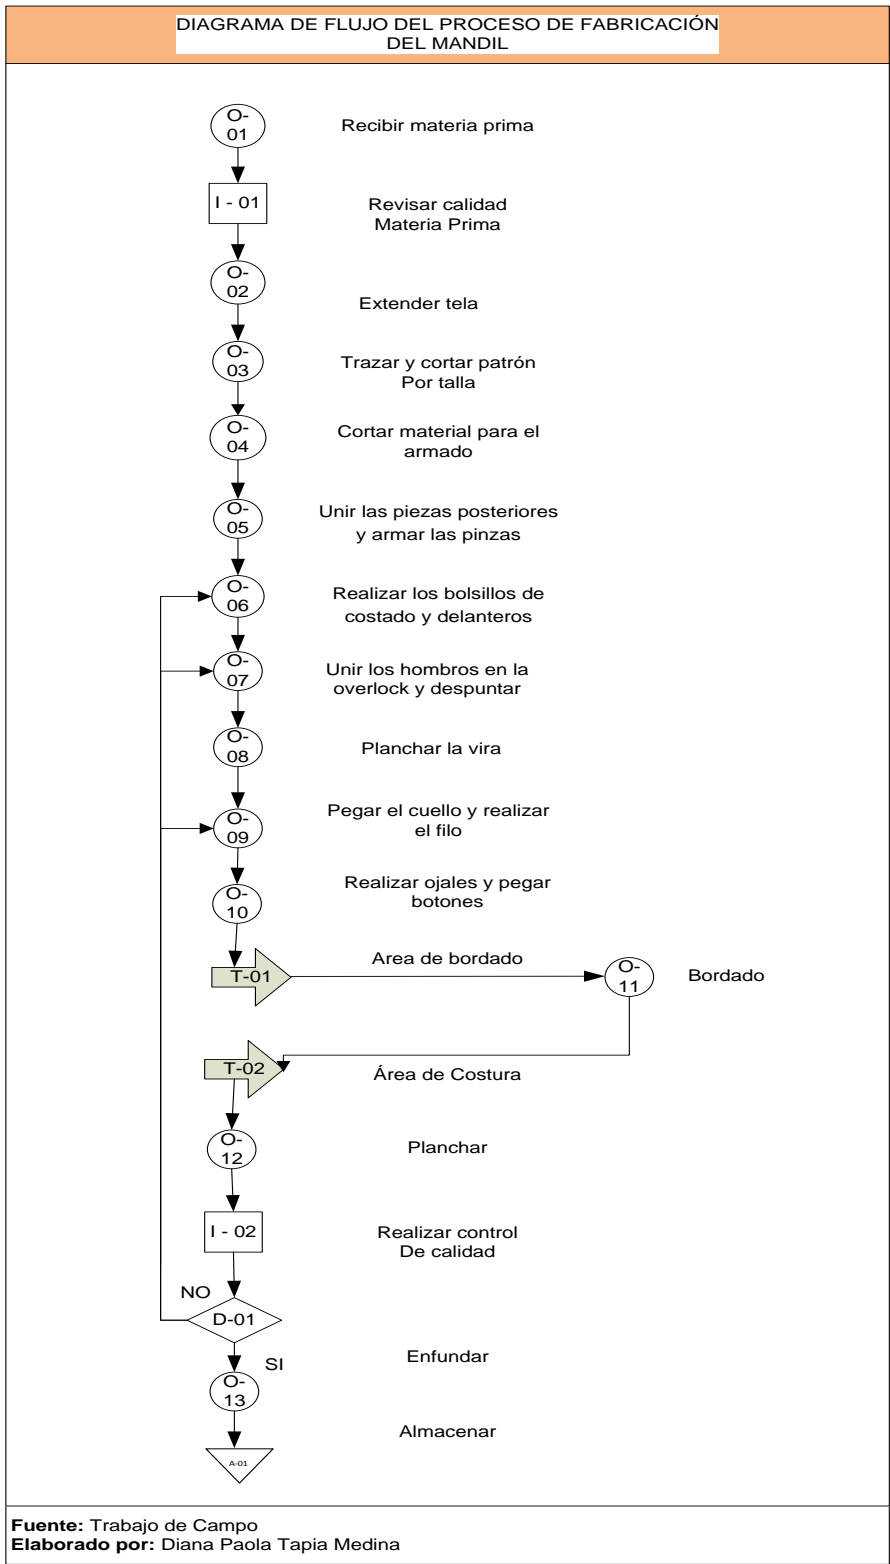 DIAGRAMA DE FLUJO DEL PROCESO DE FABRICACIÓN
DEL MANDIL
O-
01
Recibir materia prima
I - 01
Revisar calidad
Materia Prima
O-
02
Extender tela
O-
03
Trazar y cortar patrón
Por talla
O-
04
Cortar material para el
armado
O-
05
Unir las piezas posteriores
y armar las pinzas
O-
06
Realizar los bolsillos de
costado y delanteros
O-
07
Unir los hombros en la
overlock y despuntar
O-
08
Planchar la vira
O-
09
Pegar el cuello y realizar
el filo
O-
10
Realizar ojales y pegar
botones
T-01
Area de bordado
O-
11
Bordado
T-02
Área de Costura
O-
12
Planchar
I - 02
Realizar control
De calidad
NO
D-01
SI
Enfundar
O-
13
Almacenar
A-01
Fuente: Trabajo de Campo
Elaborado por: Diana Paola Tapia Medina